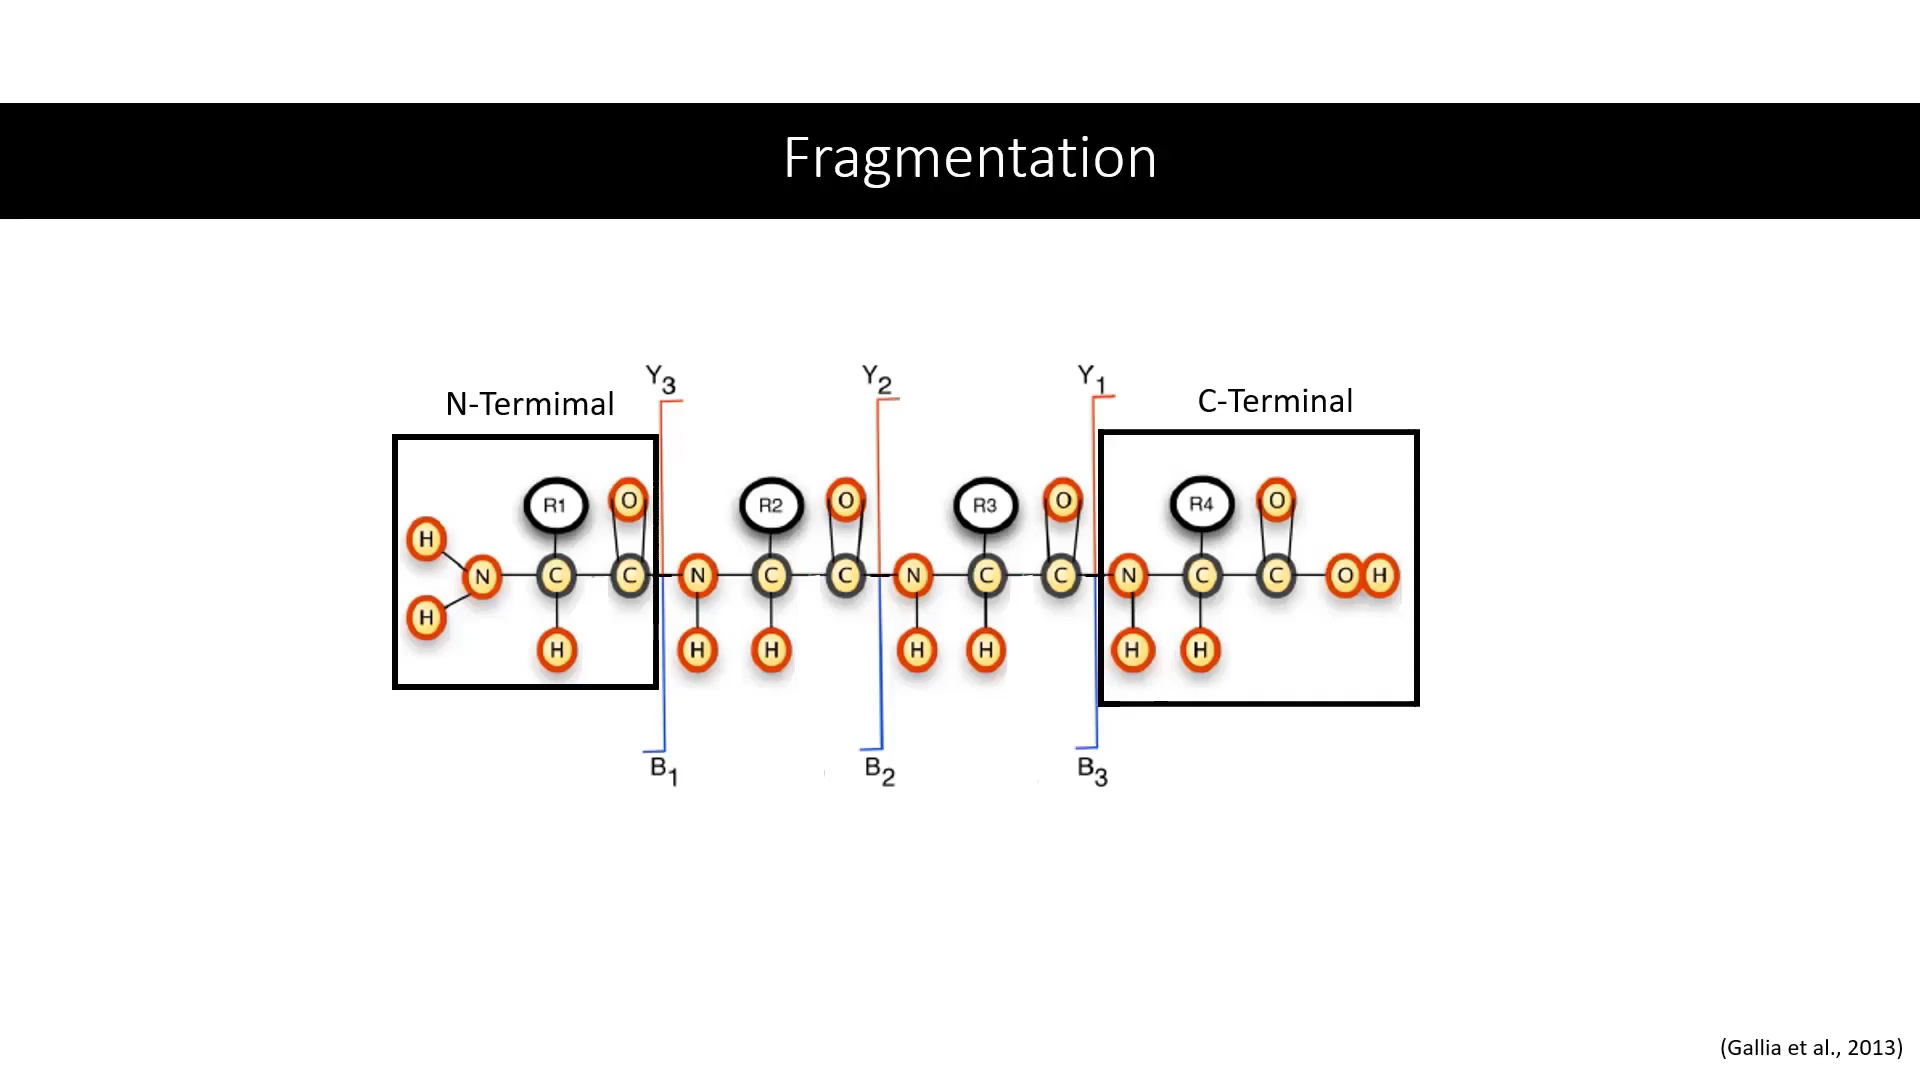 Fragmentation
Y3 Y2 Y1
N-Termimal C-Terminal
R1 O R2 O R3 O R4 O
H
N C C N C C N C C N C C O H
H
H H H H H H H
B1 B2 B3
(Gallia et al., 2013)